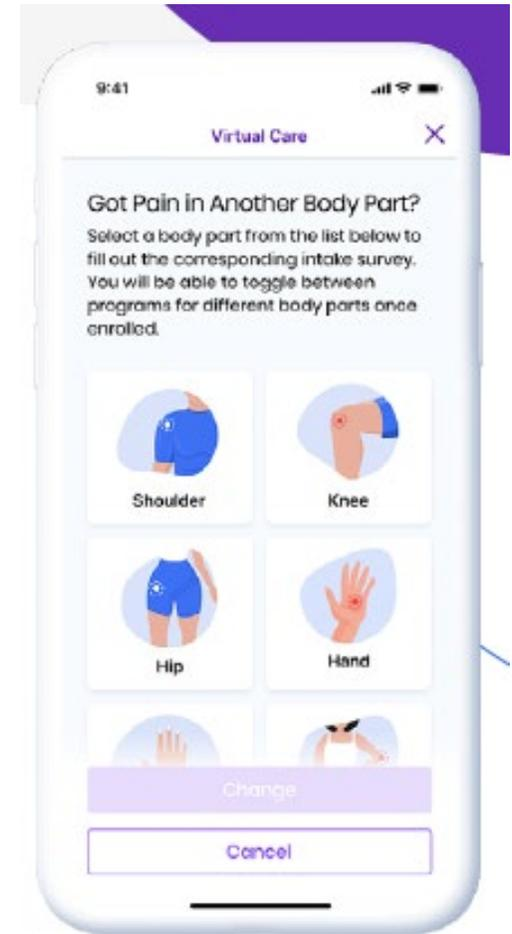 9:41
Virtual Care
Got Pain in Another Body Part?
Select a body part from the list below to
fill out the corresponding intake survey.
You will be able to toggle between
programs for different body parts once
enrolled.
Shoulder
Knee
Hip
Hand
Change
Cancel